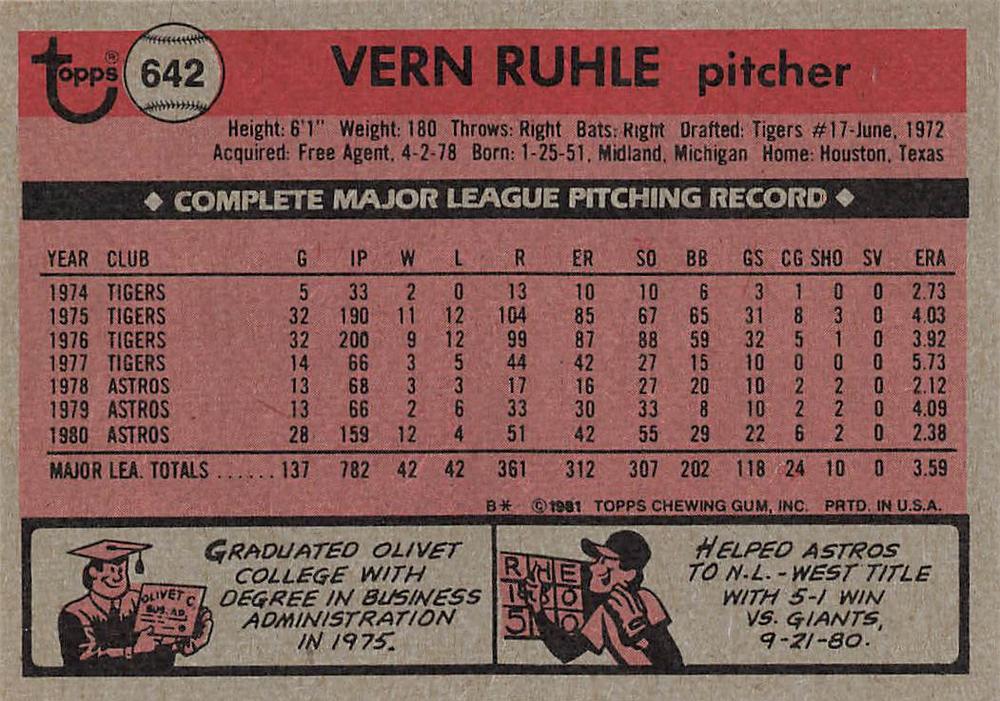 topps® 642 VERN RUHLE pitcher
Height: 6'1" Weight: 180 Throws: Right Bats: Right Drafted: Tigers #17-June, 1972
Acquired: Free Agent, 4-2-78 Born: 1-25-51, Midland, Michigan Home: Houston, Texas
◆ COMPLETE MAJOR LEAGUE PITCHING RECORD ◆
YEAR CLUB G IP W L R ER SO BB GS CG SHO SV ERA
1974 TIGERS 5 33 2 0 13 10 10 6 3 1 0 0 2.73
1975 TIGERS 32 190 11 12 104 85 67 65 31 8 3 0 4.03
1976 TIGERS 32 200 9 12 99 87 88 59 32 5 1 0 3.92
1977 TIGERS 14 66 3 5 44 42 27 15 10 0 0 0 5.73
1978 ASTROS 13 68 3 3 17 16 27 20 10 2 2 0 2.12
1979 ASTROS 13 66 2 6 33 30 33 8 10 2 2 0 4.09
1980 ASTROS 28 159 12 4 51 42 55 29 22 6 2 0 2.38
MAJOR LEA. TOTALS ...... 137 782 42 42 361 312 307 202 118 24 10 0 3.59
B* ©1981 TOPPS CHEWING GUM, INC. PRTD. IN U.S.A.
OLIVET C.
BUS. AD.
GRADUATED OLIVET
COLLEGE WITH
DEGREE IN BUSINESS
ADMINISTRATION
IN 1975.
R H E
1 8 0
5 0
HELPED ASTROS
TO N.L.-WEST TITLE
WITH 5-1 WIN
VS. GIANTS,
9-21-80.